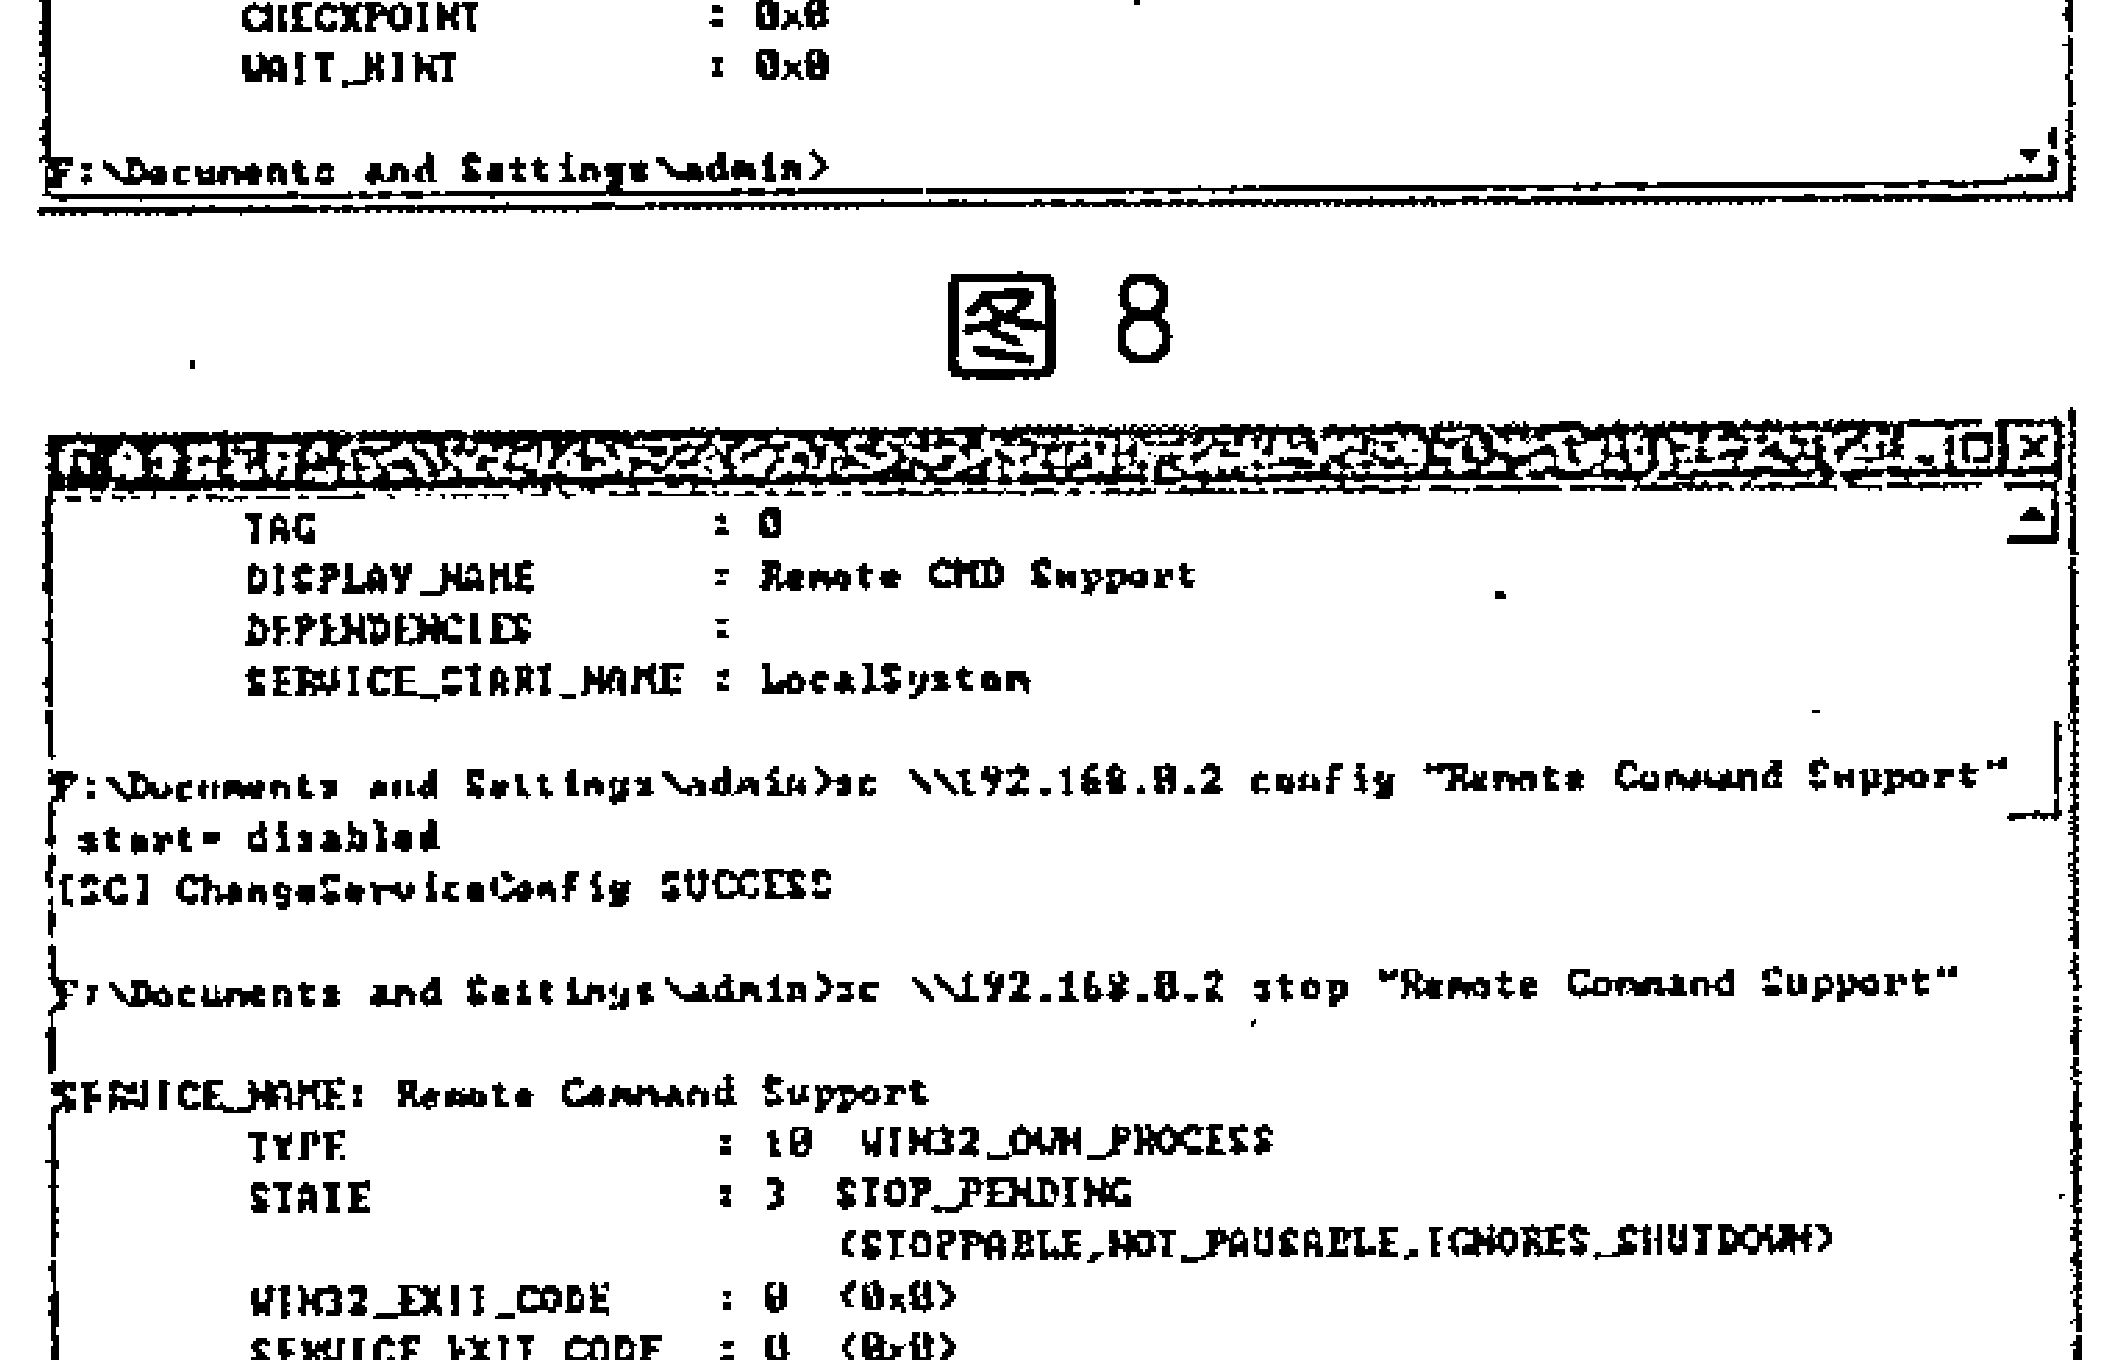 CHECKPOINT : 0x0
WAIT_HINT : 0x0
F:\Documents and Settings\admin>
图 8
TAG : 0
DISPLAY_NAME : Remote CMD Support
DEPENDENCIES :
SERVICE_START_NAME : LocalSystem
F:\Documents and Settings\admin>sc \\192.168.0.2 config "Remote Command Support"
start= disabled
[SC] ChangeServiceConfig SUCCESS
F:\Documents and Settings\admin>sc \\192.168.0.2 stop "Remote Command Support"
SERVICE_NAME: Remote Command Support
TYPE : 10 WIN32_OWN_PROCESS
STATE : 3 STOP_PENDING
(STOPPABLE,NOT_PAUSABLE,IGNORES_SHUTDOWN)
WIN32_EXIT_CODE : 0 (0x0)
SERVICE_EXIT_CODE : 0 (0x0)